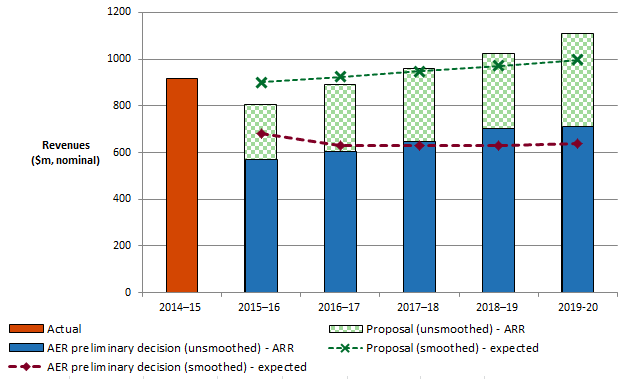 1200
1000
800
600
400
200
0
Revenues
($m, nominal)
2014–15
2015–16
2016–17
2017–18
2018–19
2019-20
Actual
Proposal (unsmoothed) - ARR
AER preliminary decision (unsmoothed) - ARR
Proposal (smoothed) - expected
AER preliminary decision (smoothed) - expected